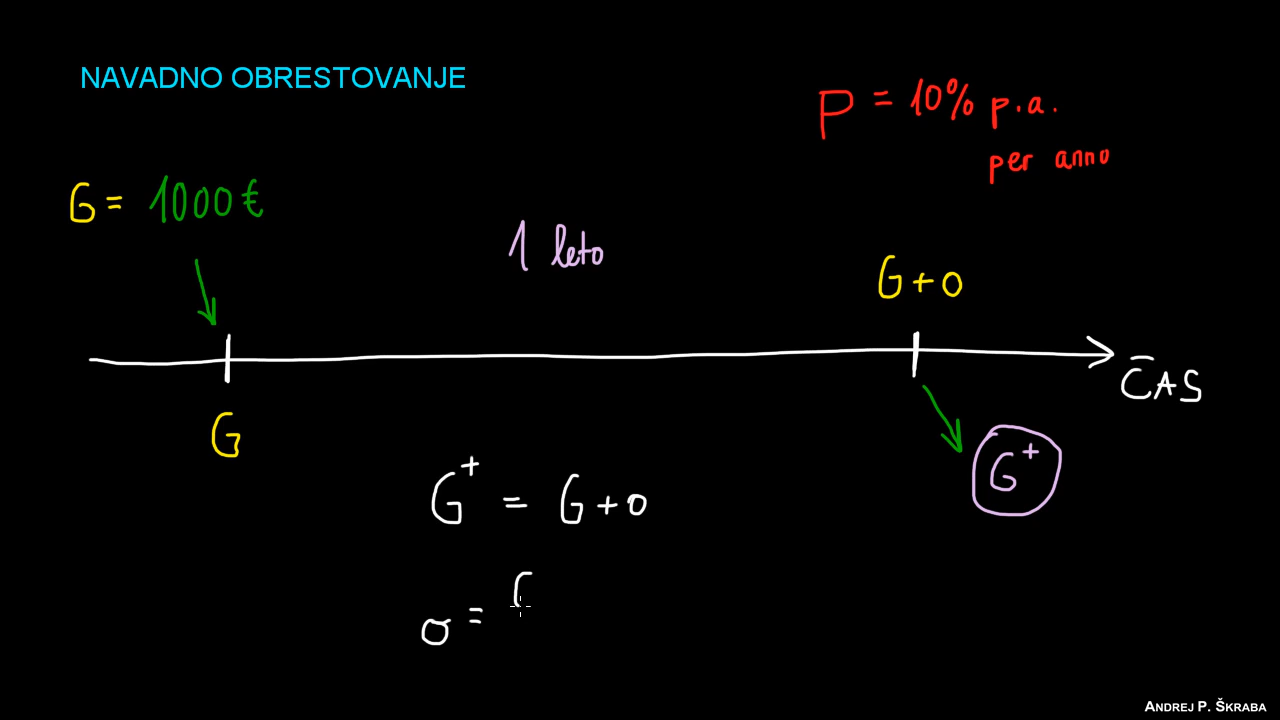 NAVADNO OBRESTOVANJE
P = 10% p.a.
per anno
G = 1000 €
1 leto
G + o
ČAS
G
G⁺
G⁺ = G + o
o = G
ANDREJ P. ŠKRABA